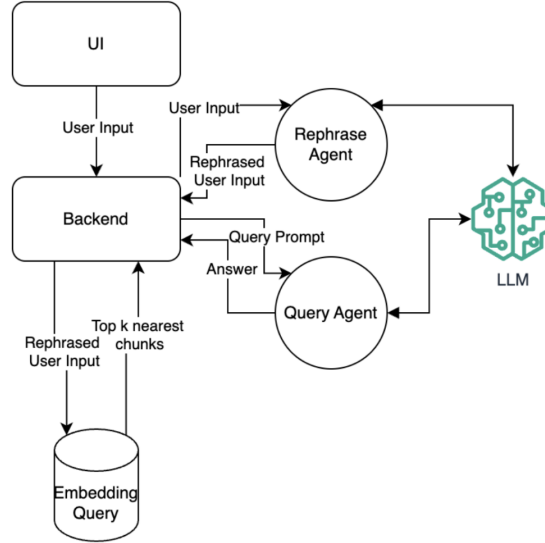 UI
User Input
User Input
Rephrase
Agent
Rephrased
User Input
Backend
Query Prompt
Answer
LLM
Query Agent
Top k nearest
chunks
Rephrased
User Input
Embedding
Query